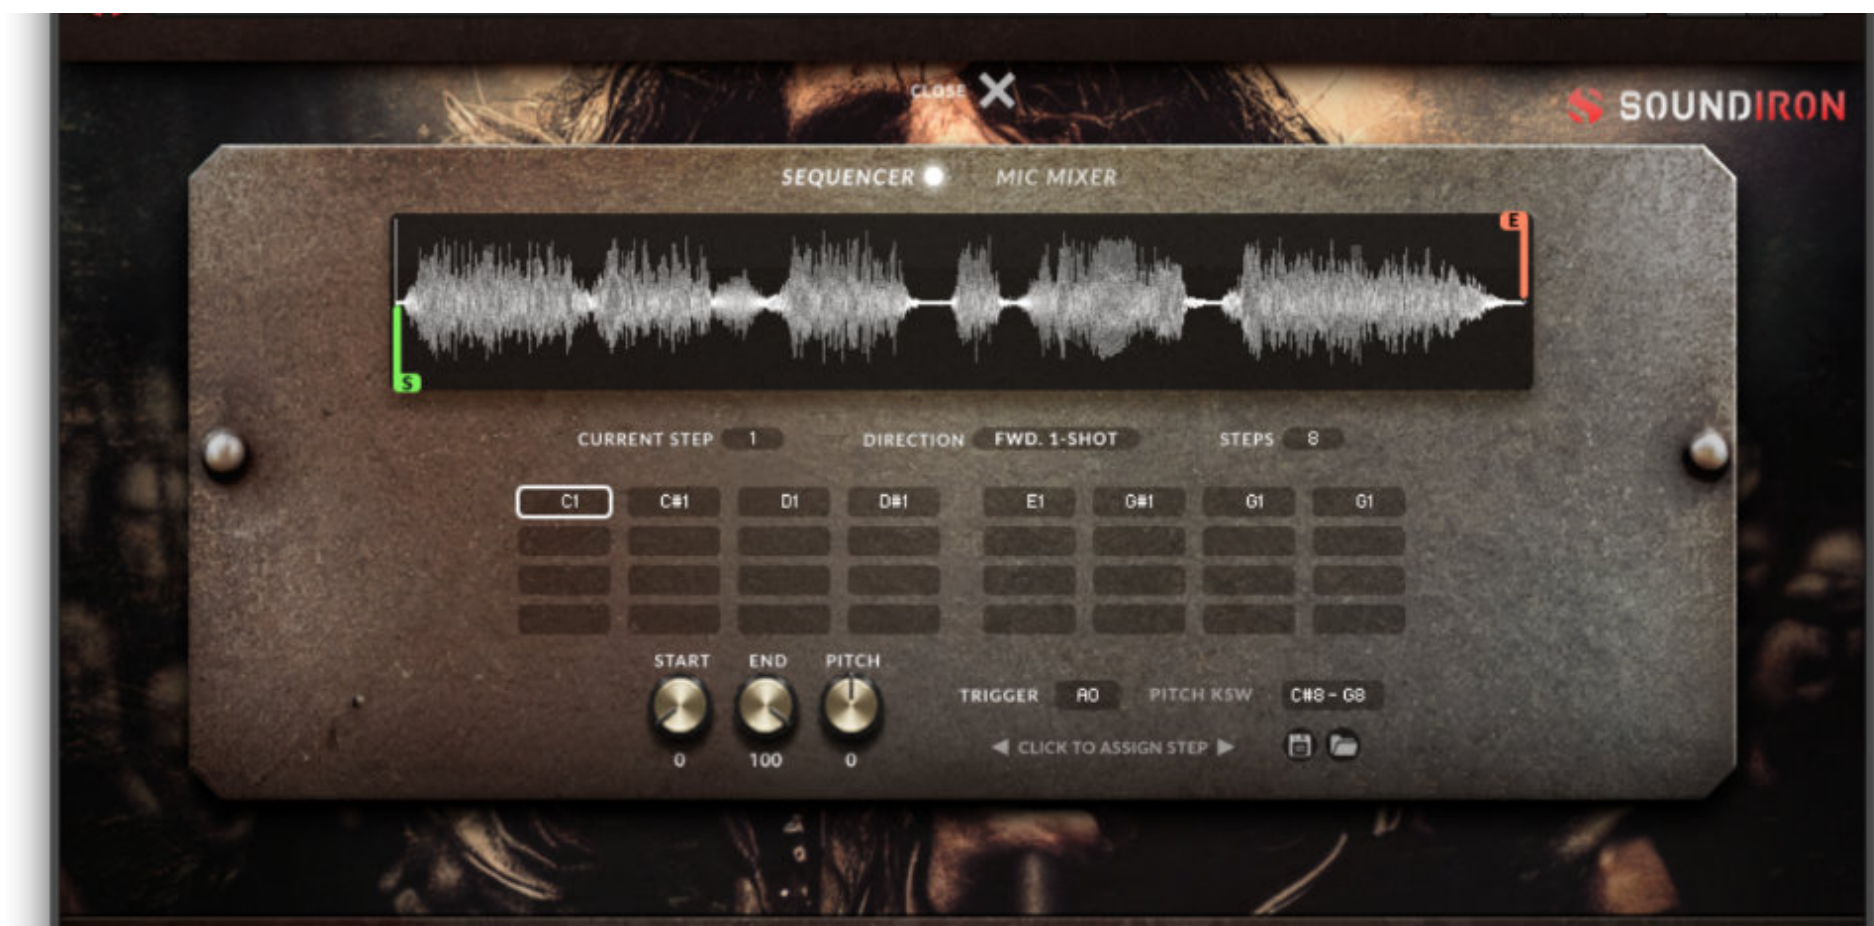 CLOSE
SOUNDIRON
SEQUENCER MIC MIXER
E
S
CURRENT STEP 1 DIRECTION FWD. 1-SHOT STEPS 8
C1 C#1 D1 D#1 E1 G#1 G1 G1
START END PITCH
TRIGGER A0 PITCH KSW C#8 - G8
CLICK TO ASSIGN STEP
0 100 0